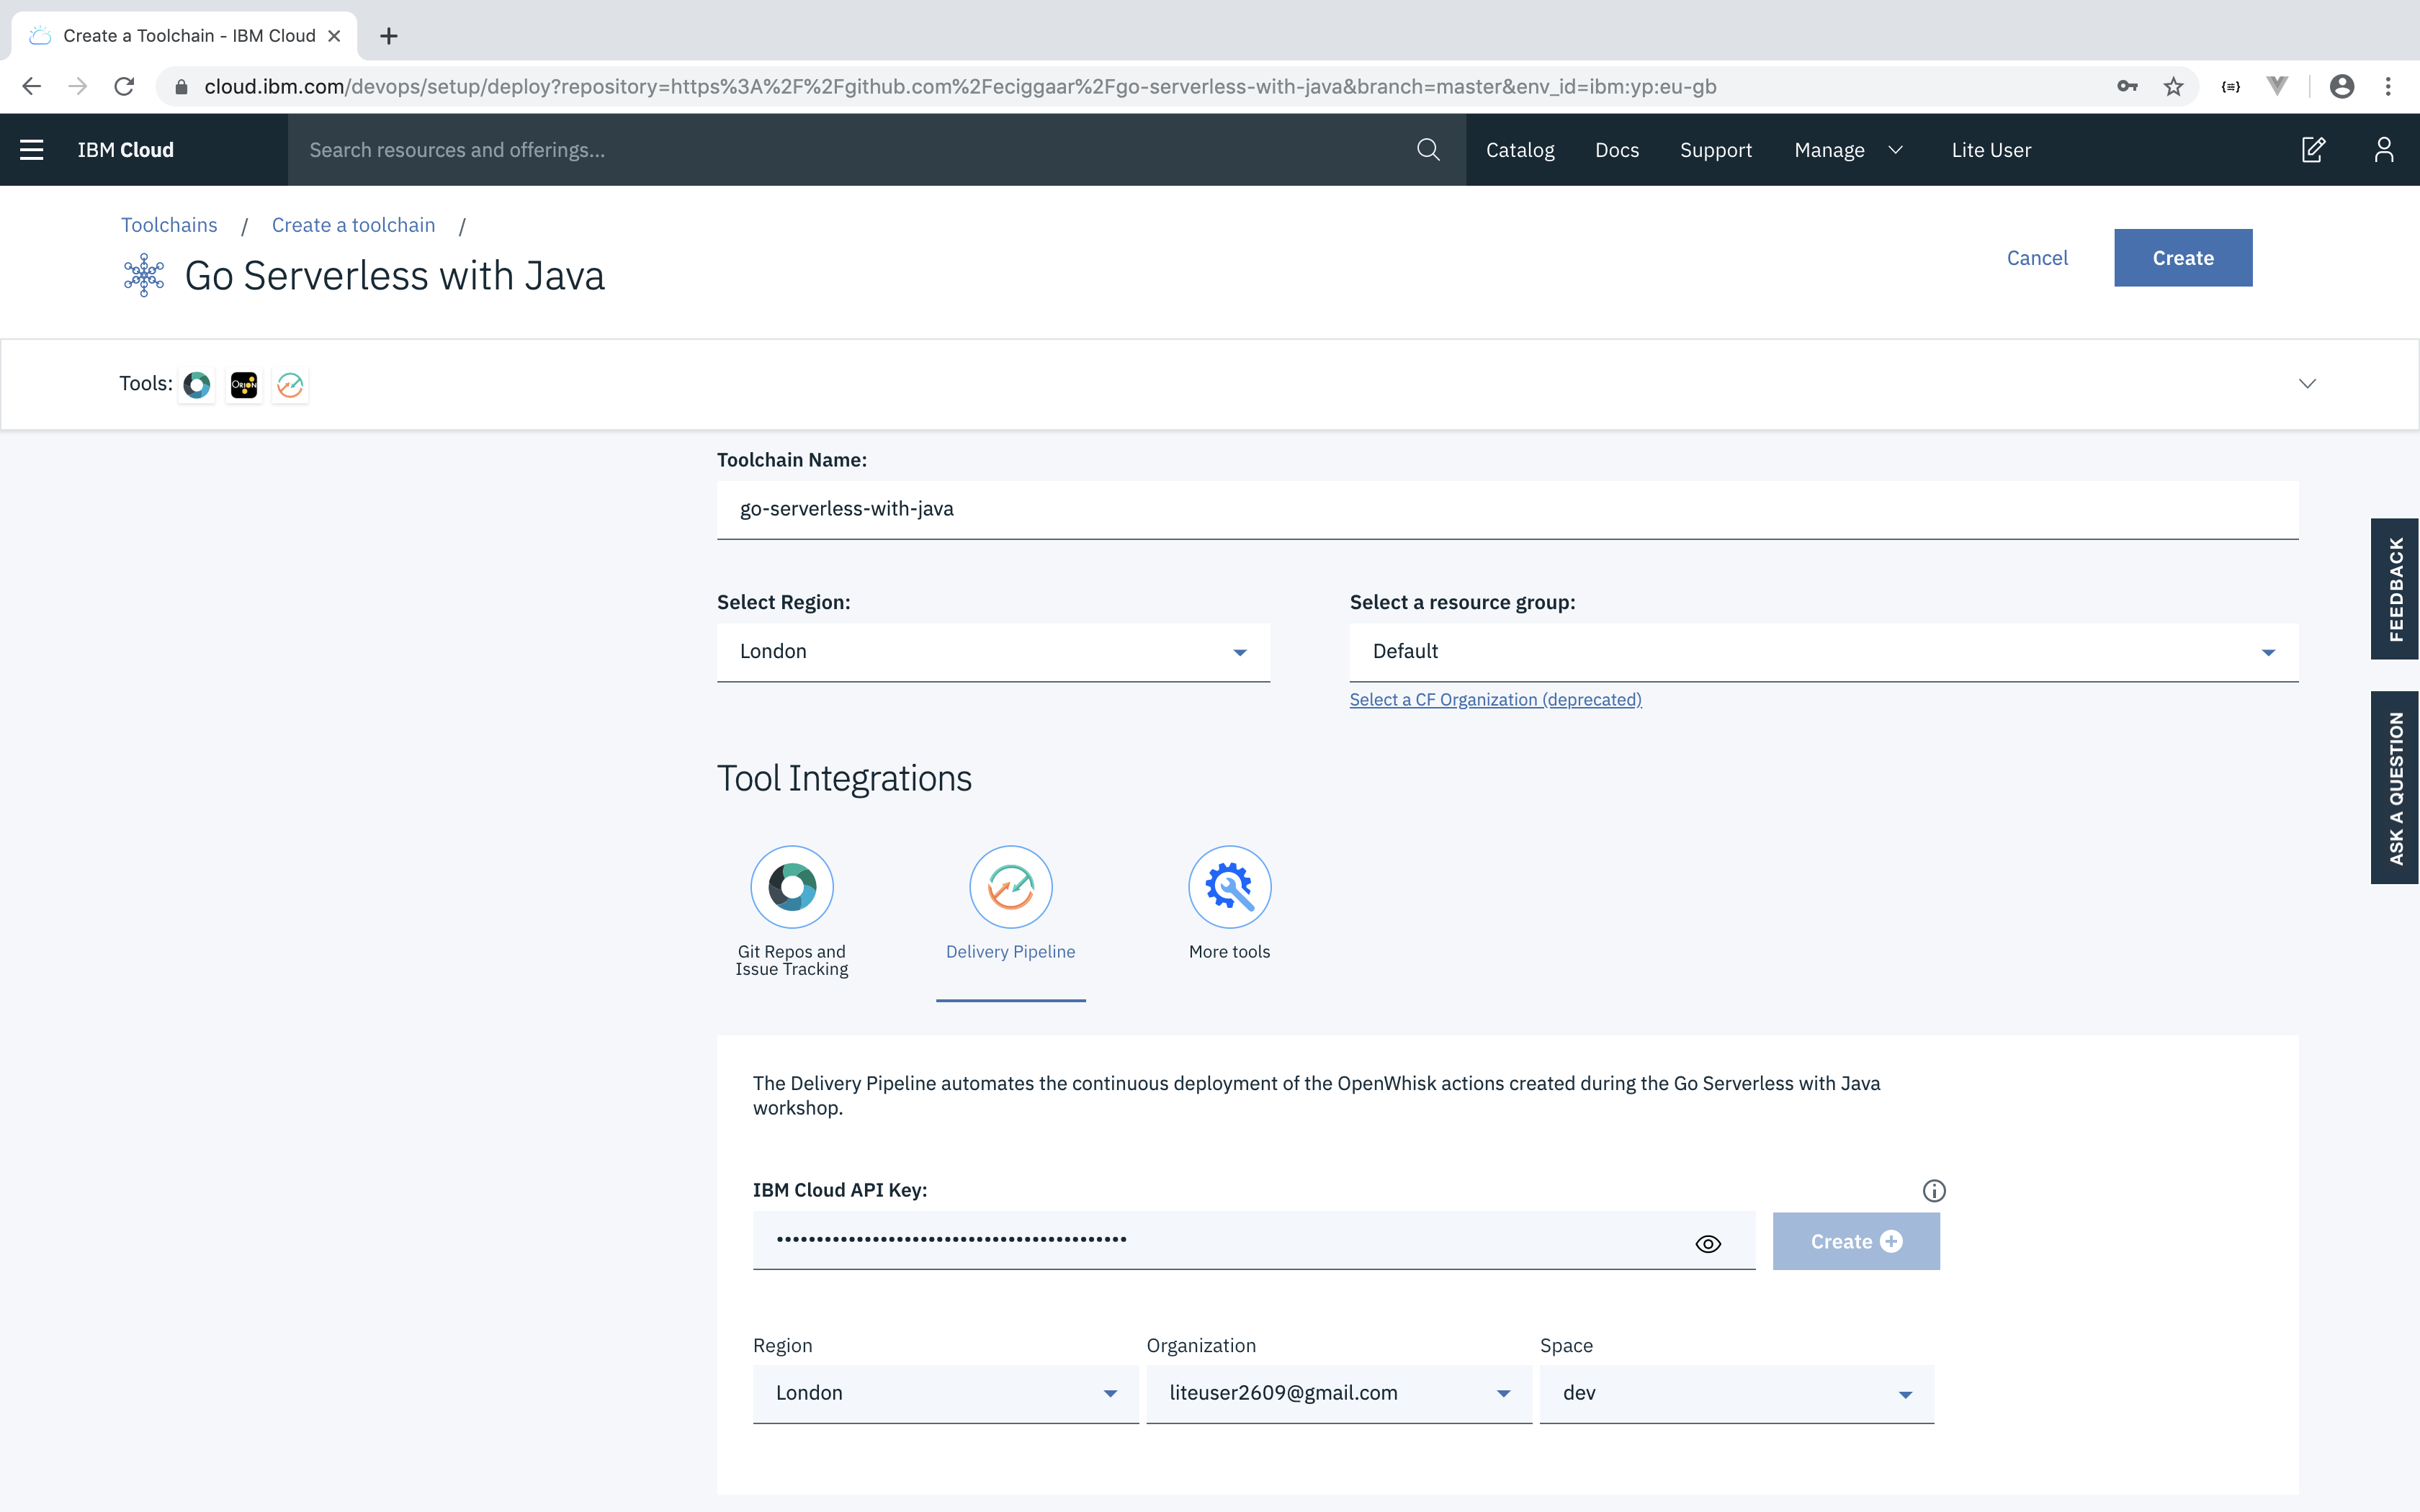 Create a Toolchain - IBM Cloud
cloud.ibm.com/devops/setup/deploy?repository=https%3A%2F%2Fgithub.com%2Feciggaar%2Fgo-serverless-with-java&branch=master&env_id=ibm:yp:eu-gb
IBM Cloud
Search resources and offerings...
Catalog
Docs
Support
Manage
Lite User
Toolchains / Create a toolchain /
Go Serverless with Java
Cancel
Create
Tools:
ORION
Toolchain Name:
go-serverless-with-java
Select Region:
Select a resource group:
London
Default
Select a CF Organization (deprecated)
FEEDBACK
ASK A QUESTION
Tool Integrations
Git Repos and
Issue Tracking
Delivery Pipeline
More tools
The Delivery Pipeline automates the continuous deployment of the OpenWhisk actions created during the Go Serverless with Java
workshop.
IBM Cloud API Key:
••••••••••••••••••••••••••••••••••••••••••••
Create
Region
Organization
Space
London
liteuser2609@gmail.com
dev